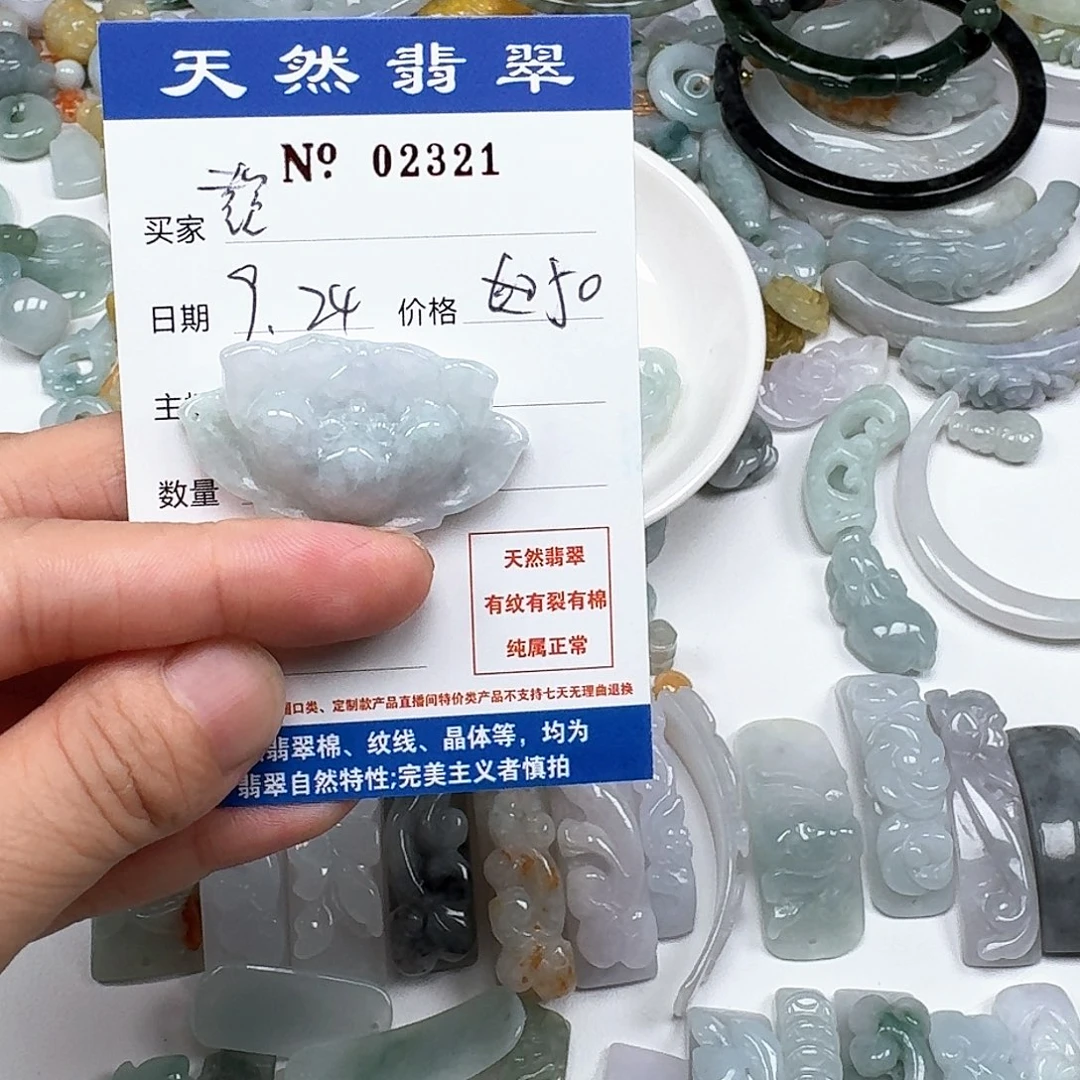 天然翡翠
Nº 02321
买家
日期 9.24 价格 50
主
数量
天然翡翠
有纹有裂有棉
纯属正常
圈口类、定制款产品直播间特价类产品不支持七天无理由退换
翡翠棉、纹线、晶体等，均为
翡翠自然特性;完美主义者慎拍